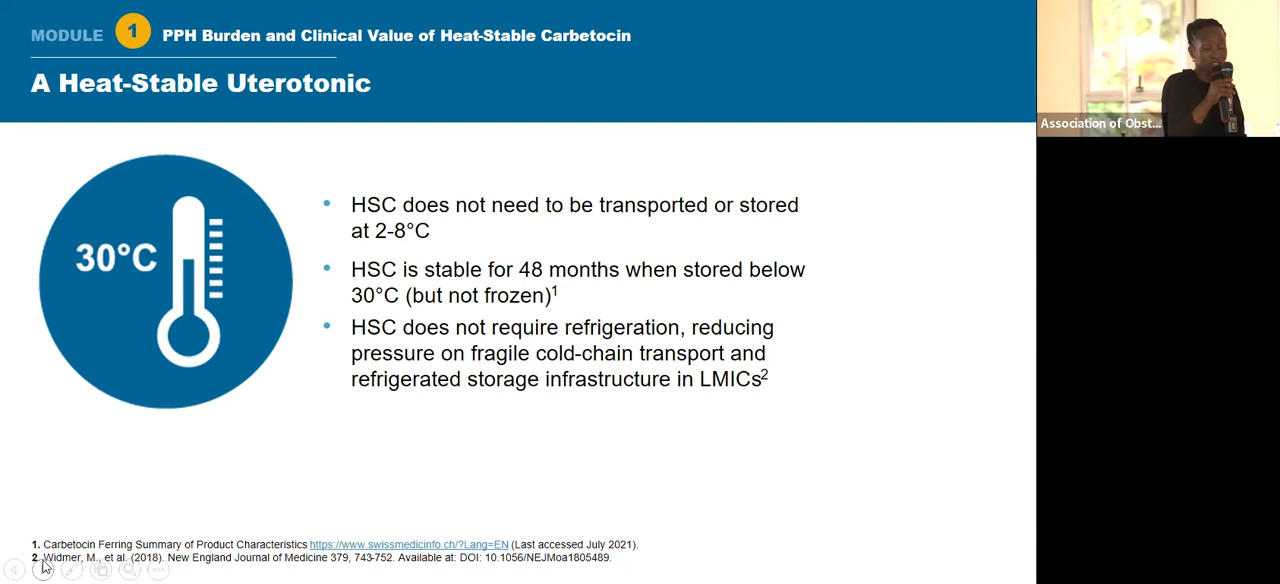 MODULE 1 PPH Burden and Clinical Value of Heat-Stable Carbetocin
A Heat-Stable Uterotonic
Association of Obst...
30°C
• HSC does not need to be transported or stored
at 2-8°C
• HSC is stable for 48 months when stored below
30°C (but not frozen)1
• HSC does not require refrigeration, reducing
pressure on fragile cold-chain transport and
refrigerated storage infrastructure in LMICs2
1. Carbetocin Ferring Summary of Product Characteristics https://www.swissmedicinfo.ch/?Lang=EN (Last accessed July 2021).
2. Widmer, M., et al. (2018). New England Journal of Medicine 379, 743-752. Available at: DOI: 10.1056/NEJMoa1805489.